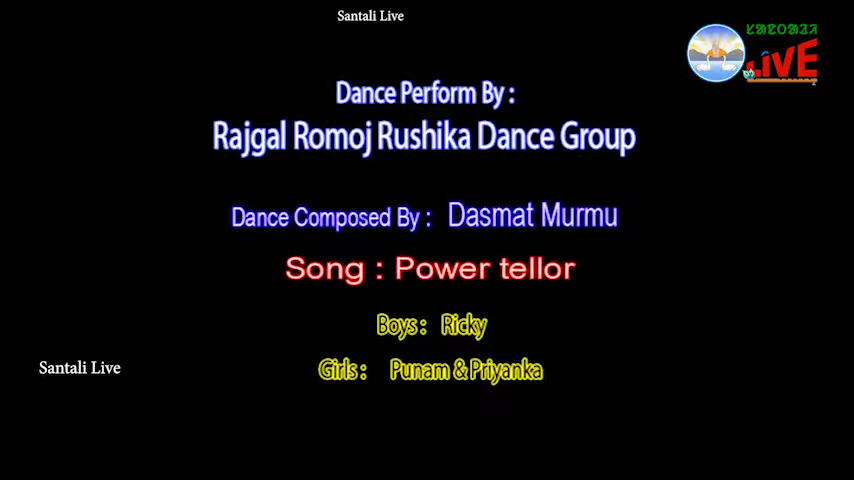 Santali Live
ᱥᱟᱱᱛᱟᱲᱤ
LIVE
Dance Perform By :
Rajgal Romoj Rushika Dance Group
Dance Composed By : Dasmat Murmu
Song : Power tellor
Boys : Ricky
Girls : Punam & Priyanka
Santali Live